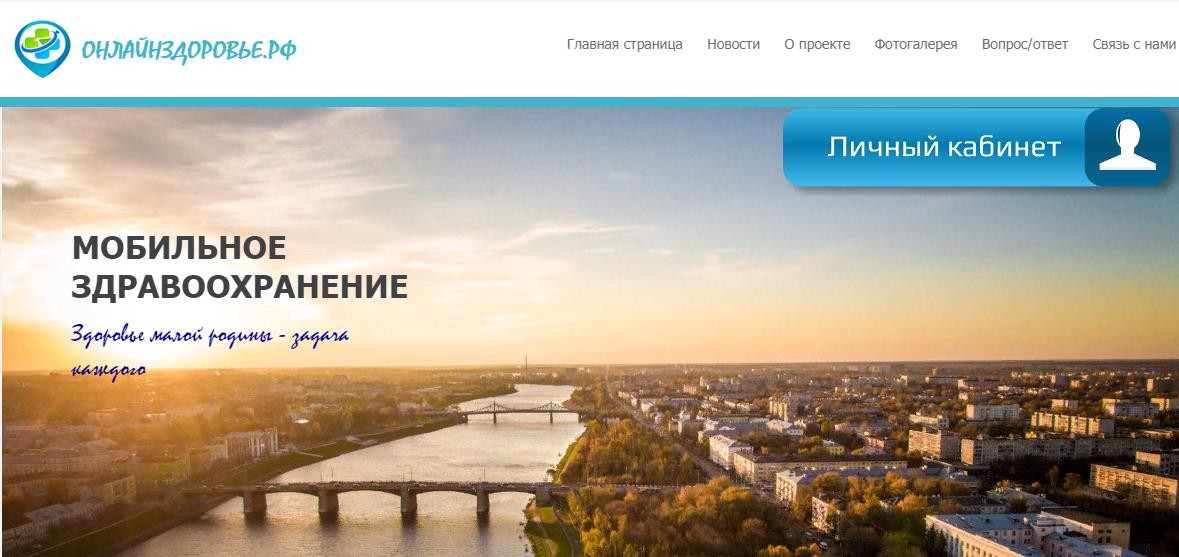 ОНЛАЙНЗДОРОВЬЕ.РФ
Главная страница Новости О проекте Фотогалерея Вопрос/ответ Связь с нами
Личный кабинет
МОБИЛЬНОЕ
ЗДРАВООХРАНЕНИЕ
Здоровье малой родины - задача
каждого